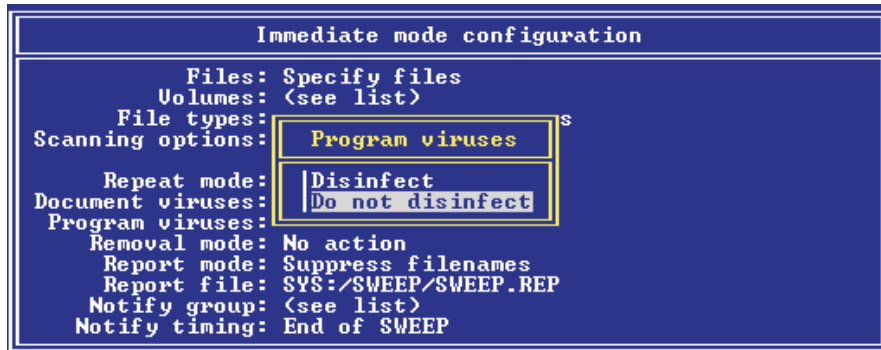 Immediate mode configuration
Files: Specify files
Volumes: <see list>
File types: s
Scanning options: Program viruses
Repeat mode: Disinfect
Document viruses: Do not disinfect
Program viruses:
Removal mode: No action
Report mode: Suppress filenames
Report file: SYS:/SWEEP/SWEEP.REP
Notify group: <see list>
Notify timing: End of SWEEP